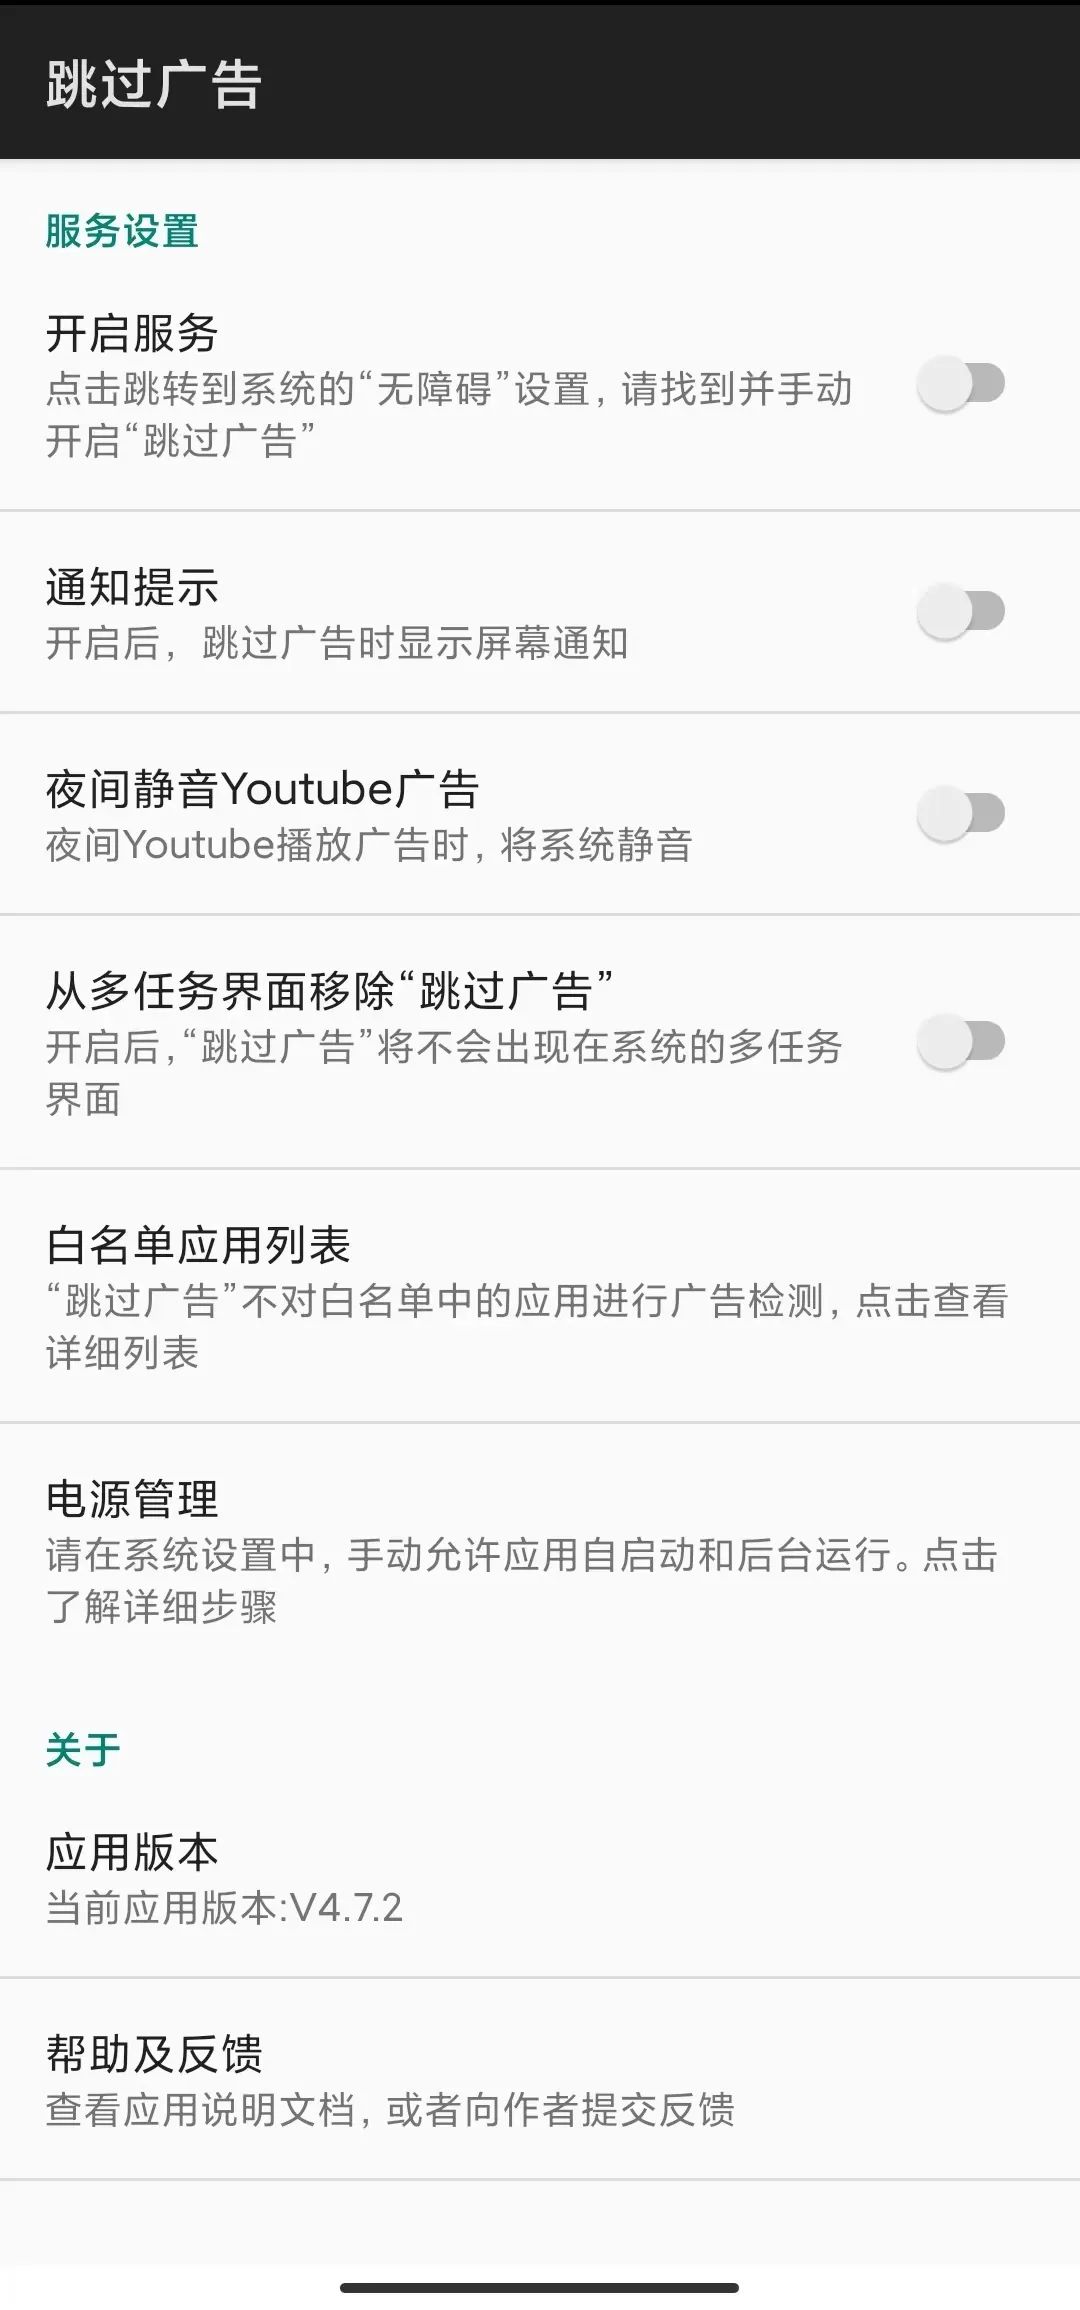 跳过广告
服务设置
开启服务
点击跳转到系统的“无障碍”设置，请找到并手动
开启“跳过广告”
通知提示
开启后，跳过广告时显示屏幕通知
夜间静音Youtube广告
夜间Youtube播放广告时，将系统静音
从多任务界面移除“跳过广告”
开启后，“跳过广告”将不会出现在系统的多任务
界面
白名单应用列表
“跳过广告”不对白名单中的应用进行广告检测，点击查看
详细列表
电源管理
请在系统设置中，手动允许应用自启动和后台运行。点击
了解详细步骤
关于
应用版本
当前应用版本:V4.7.2
帮助及反馈
查看应用说明文档，或者向作者提交反馈